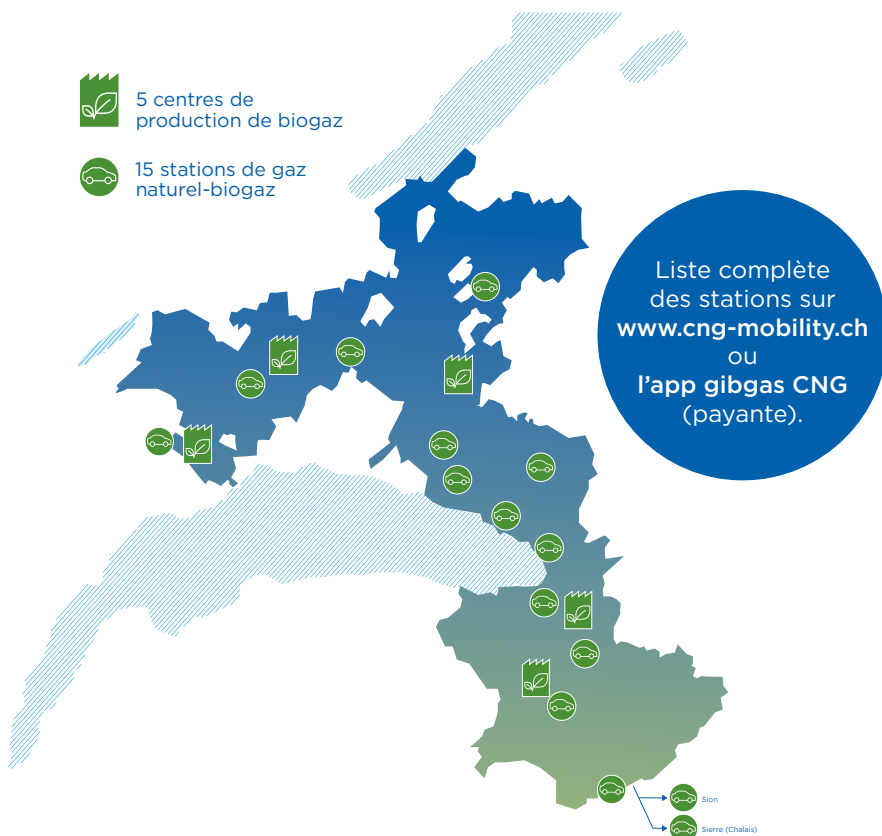 5 centres de
production de biogaz
15 stations de gaz
naturel-biogaz
Liste complète
des stations sur
www.cng-mobility.ch
ou
l'app gibgas CNG
(payante).
Sion
Sierre (Chalais)